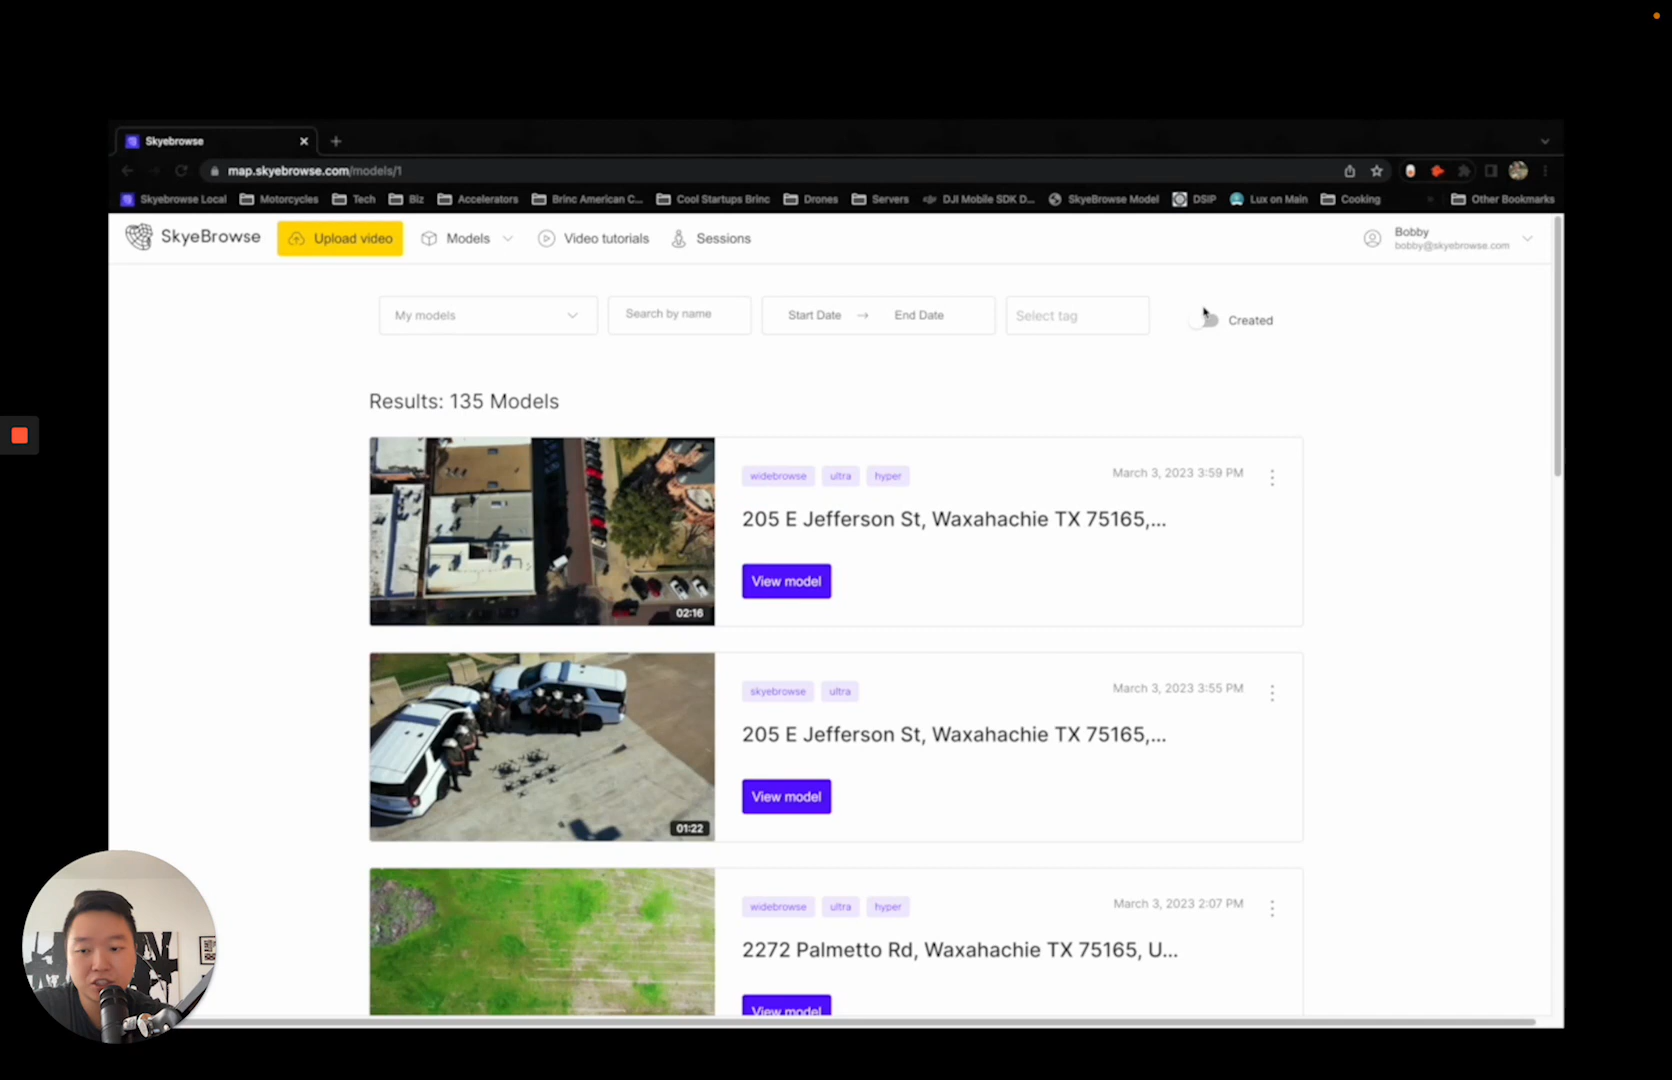 Skyebrowse
map.skyebrowse.com/models/1
Skyebrowse Local Motorcycles Tech Biz Accelerators Brinc American C... Cool Startups Brinc Drones Servers DJI Mobile SDK D... SkyeBrowse Model DSIP Lux on Main Cooking Other Bookmarks
SkyeBrowse Upload video Models Video tutorials Sessions Bobby
bobby@skyebrowse.com
My models Search by name Start Date → End Date Select tag Created
Results: 135 Models
widebrowse ultra hyper March 3, 2023 3:59 PM
205 E Jefferson St, Waxahachie TX 75165,...
View model
02:16
skyebrowse ultra March 3, 2023 3:55 PM
205 E Jefferson St, Waxahachie TX 75165,...
View model
01:22
widebrowse ultra hyper March 3, 2023 2:07 PM
2272 Palmetto Rd, Waxahachie TX 75165, U...
View model